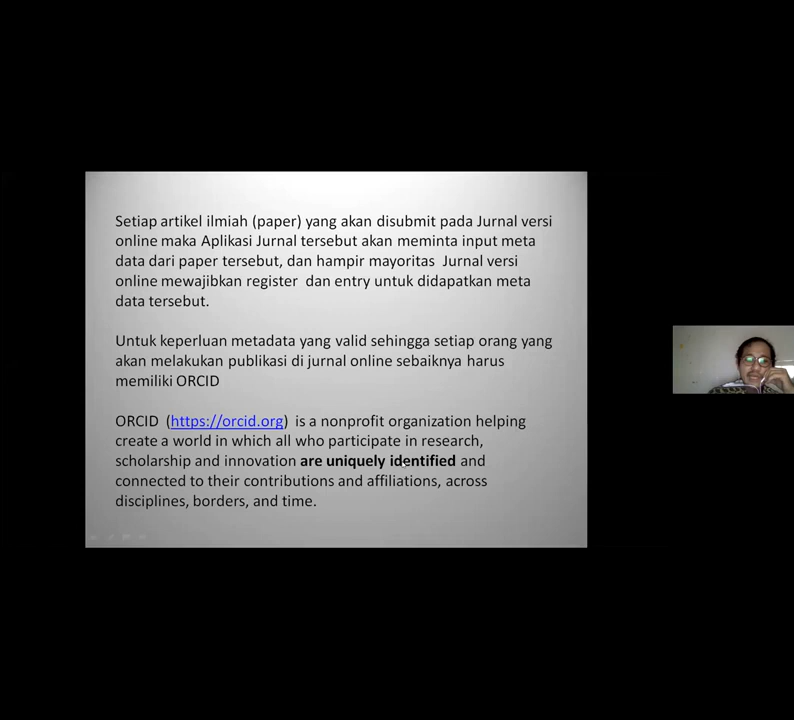 Setiap artikel ilmiah (paper) yang akan disubmit pada Jurnal versi
online maka Aplikasi Jurnal tersebut akan meminta input meta
data dari paper tersebut, dan hampir mayoritas Jurnal versi
online mewajibkan register dan entry untuk didapatkan meta
data tersebut.
Untuk keperluan metadata yang valid sehingga setiap orang yang
akan melakukan publikasi di jurnal online sebaiknya harus
memiliki ORCID
ORCID (https://orcid.org) is a nonprofit organization helping
create a world in which all who participate in research,
scholarship and innovation are uniquely identified and
connected to their contributions and affiliations, across
disciplines, borders, and time.